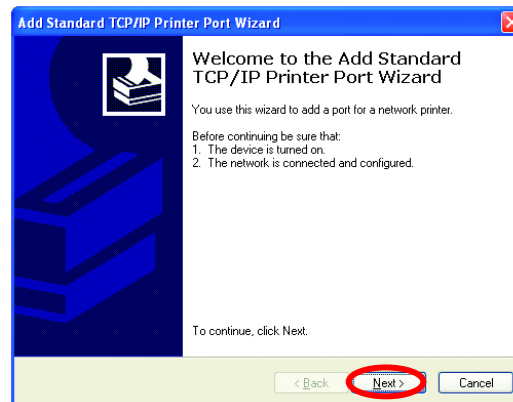 Add Standard TCP/IP Printer Port Wizard
Welcome to the Add Standard
TCP/IP Printer Port Wizard
You use this wizard to add a port for a network printer.
Before continuing be sure that:
1. The device is turned on.
2. The network is connected and configured.
To continue, click Next.
< Back
Next >
Cancel